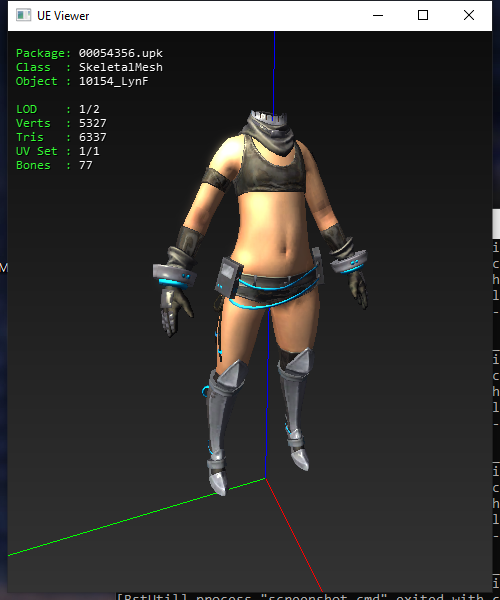 UE Viewer
Package: 00054356.upk
Class  : SkeletalMesh
Object : 10154_LynF
LOD    : 1/2
Verts  : 5327
Tris   : 6337
UV Set : 1/1
Bones  : 77
M
i
c
h
l
-
i
c
h
l
-
i
c
h
l
-
i
[BstUtil] process "screenshot.cmd" exited with c